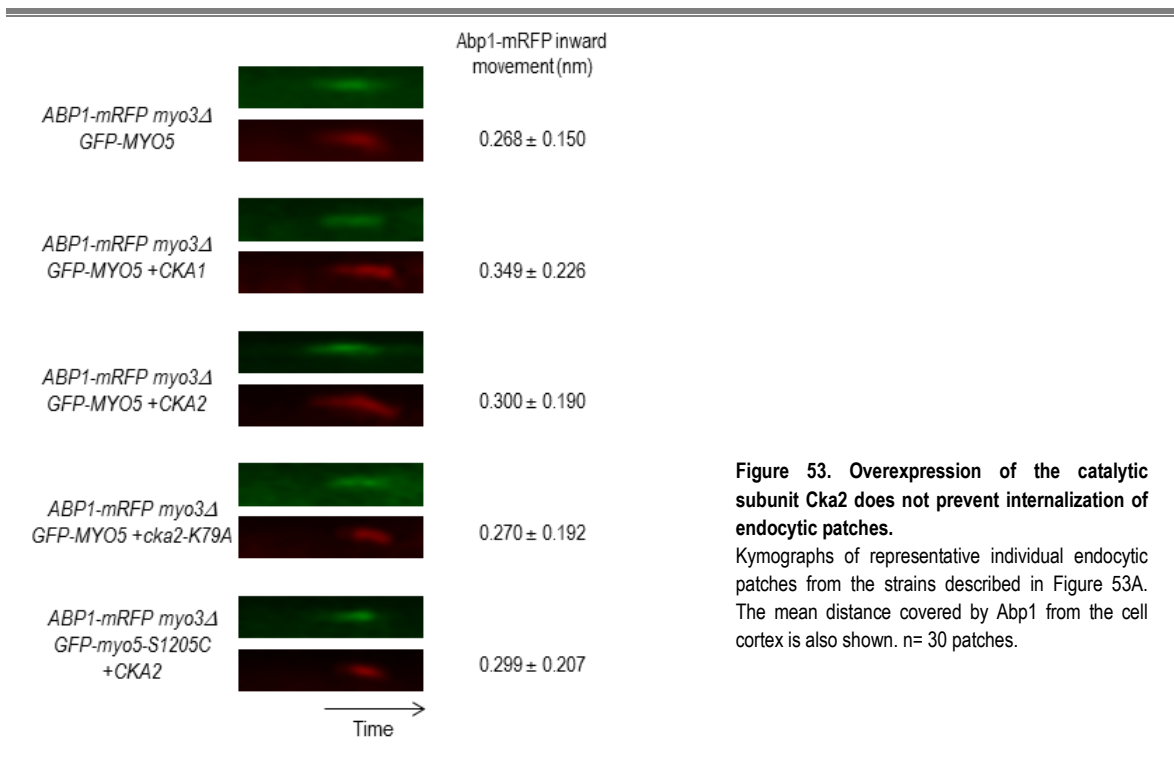 Abp1-mRFP inward
movement (nm)
ABP1-mRFP myo3Δ
GFP-MYO5
0.268 ± 0.150
ABP1-mRFP myo3Δ
GFP-MYO5 +CKA1
0.349 ± 0.226
ABP1-mRFP myo3Δ
GFP-MYO5 +CKA2
0.300 ± 0.190
ABP1-mRFP myo3Δ
GFP-MYO5 +cka2-K79A
0.270 ± 0.192
ABP1-mRFP myo3Δ
GFP-myo5-S1205C
+CKA2
0.299 ± 0.207
Time
Figure 53. Overexpression of the catalytic
subunit Cka2 does not prevent internalization of
endocytic patches.
Kymographs of representative individual endocytic
patches from the strains described in Figure 53A.
The mean distance covered by Abp1 from the cell
cortex is also shown. n= 30 patches.